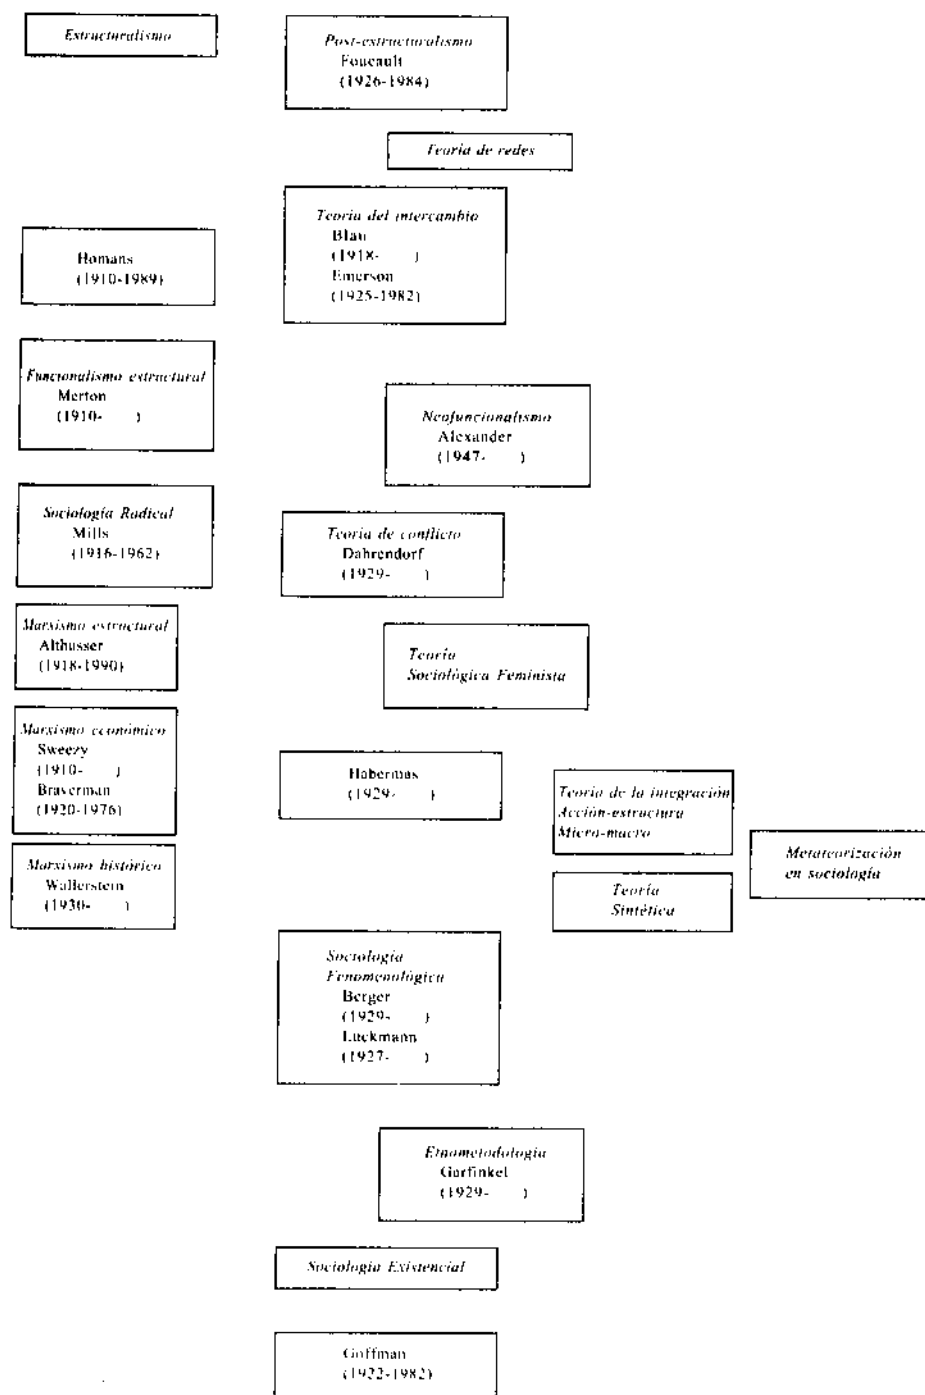 Estructuralismo
Post-estructuralismo
Foucault
(1926-1984)
Teoría de redes
Teoría del intercambio
Blau
(1918-     )
Emerson
(1925-1982)
Homans
(1910-1989)
Funcionalismo estructural
Merton
(1910-     )
Neofuncionalismo
Alexander
(1947-     )
Sociología Radical
Mills
(1916-1962)
Teoría de conflicto
Dahrendorf
(1929-     )
Marxismo estructural
Althusser
(1918-1990)
Teoría
Sociológica Feminista
Marxismo económico
Sweezy
(1910-     )
Braverman
(1920-1976)
Habermas
(1929-     )
Teoría de la integración
Acción-estructura
Micro-macro
Metateorización
en sociología
Marxismo histórico
Wallerstein
(1930-     )
Teoría
Sintética
Sociología
Fenomenológica
Berger
(1929-     )
Luckmann
(1927-     )
Etnometodología
Garfinkel
(1929-     )
Sociología Existencial
Goffman
(1922-1982)